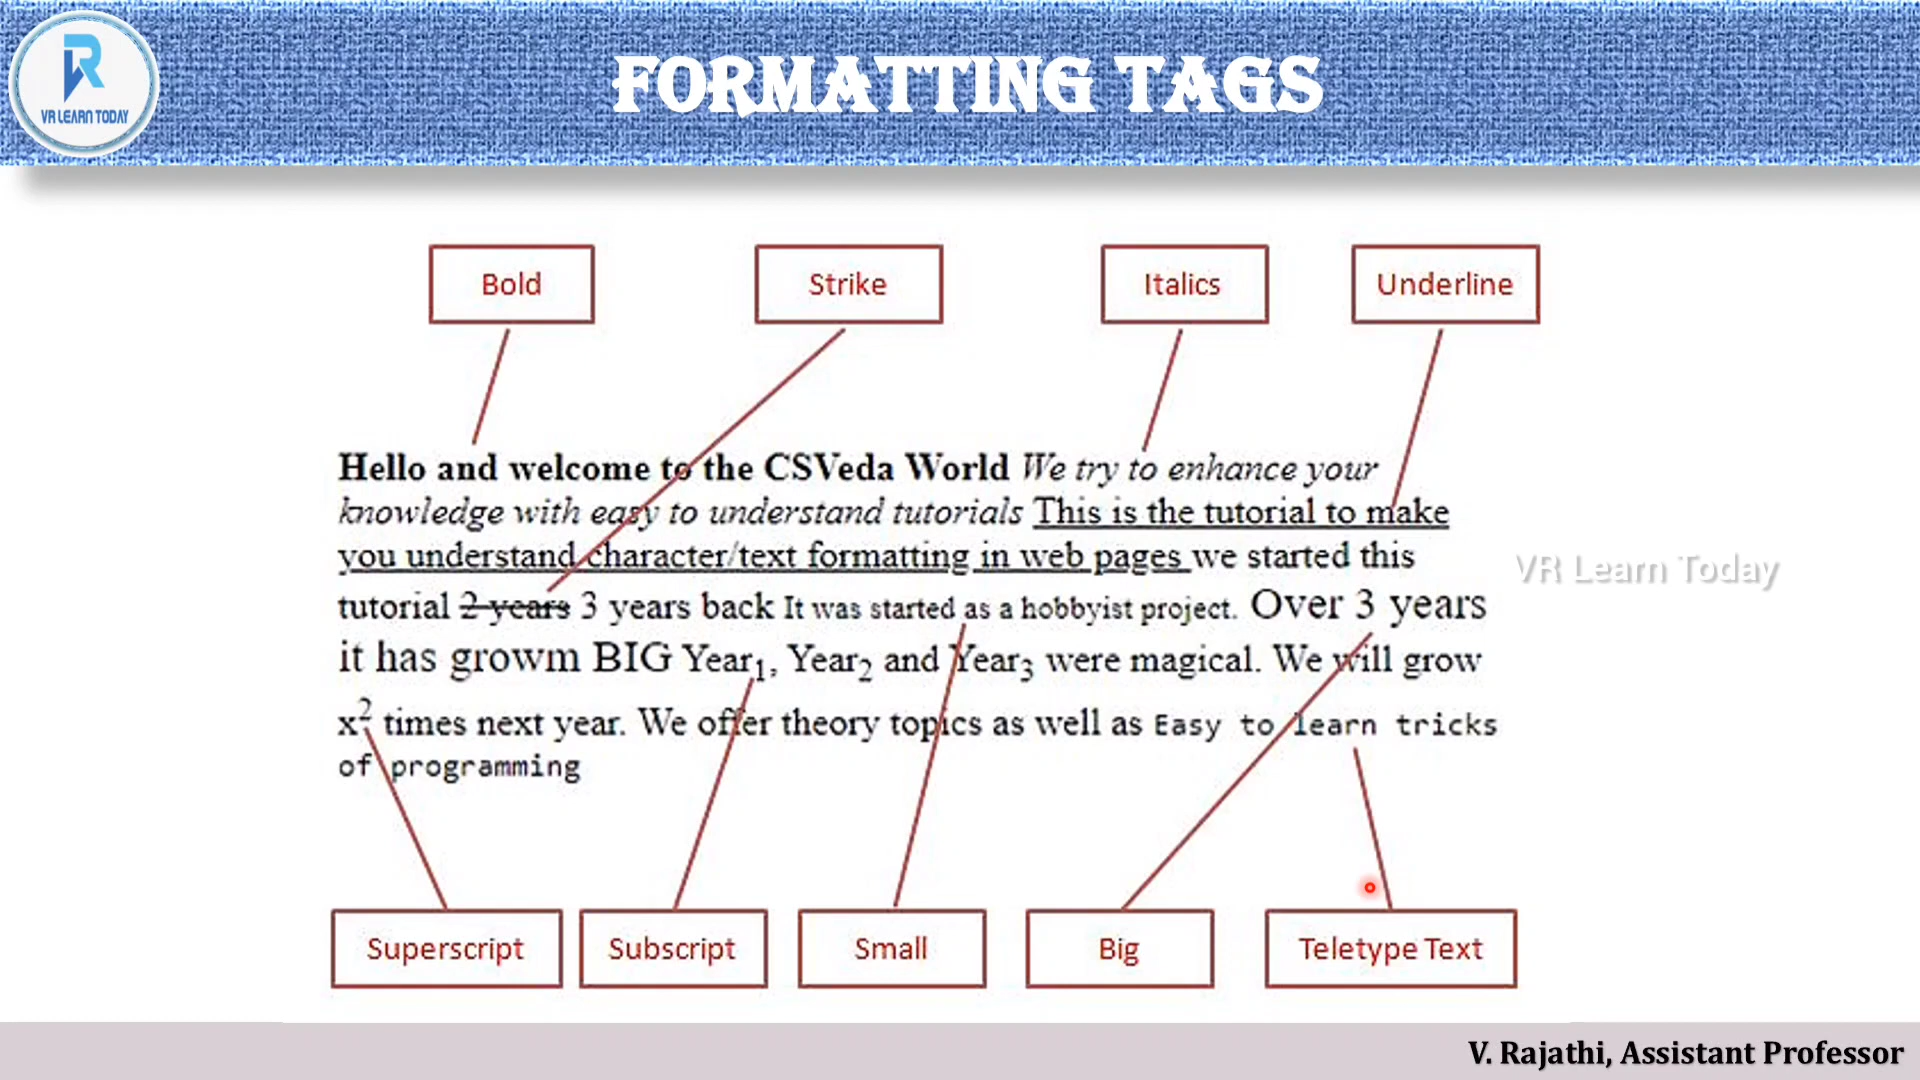 VR LEARN TODAY
FORMATTING TAGS
Bold
Strike
Italics
Underline
Hello and welcome to the CSVeda World We try to enhance your
knowledge with easy to understand tutorials This is the tutorial to make
you understand character/text formatting in web pages we started this
tutorial 2 years 3 years back It was started as a hobbyist project. Over 3 years
it has growm BIG Year₁, Year₂ and Year₃ were magical. We will grow
x² times next year. We offer theory topics as well as Easy to learn tricks
of programming
VR Learn Today
Superscript
Subscript
Small
Big
Teletype Text
V. Rajathi, Assistant Professor